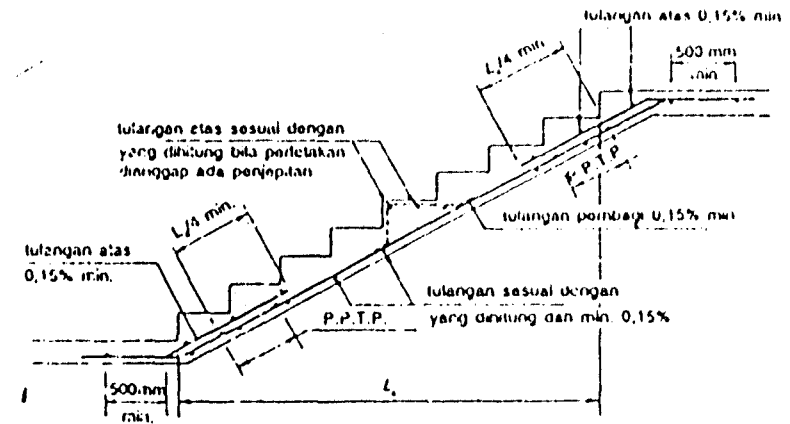 tulangan atas 0,15% min
500 mm
min
L/4 min.
tulangan atas sesuai dengan
yang dihitung bila perletakan
dianggap ada penjepitan
P.P.T.P.
L/4 min.
tulangan pembagi 0,15% min
tulangan atas
0,15% min.
tulangan sesuai dengan
yang dihitung dan min. 0,15%
P.P.T.P.
500mm
min.
L